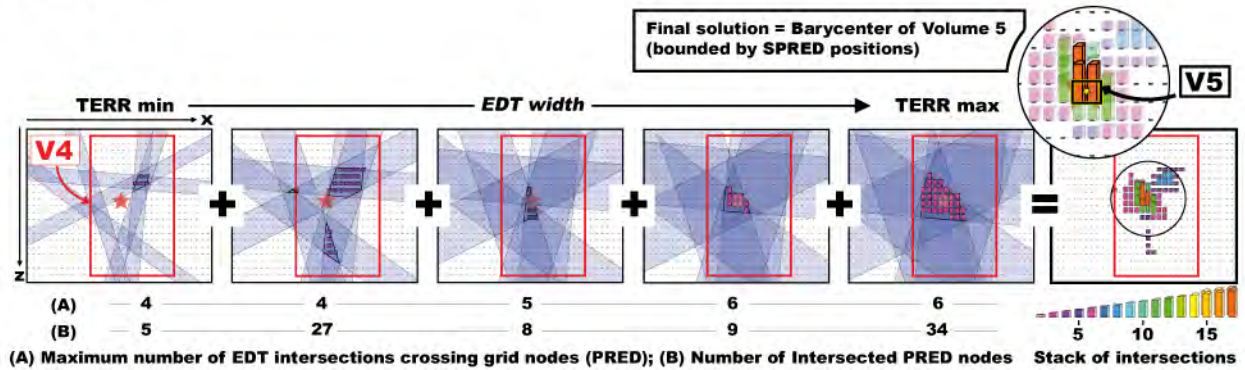 Final solution = Barycenter of Volume 5
(bounded by SPRED positions)
V5
TERR min
EDT width
TERR max
X
V4
Z
+ + + + =
(A) 4 4 5 6 6
(B) 5 27 8 9 34
5 10 15
(A) Maximum number of EDT intersections crossing grid nodes (PRED); (B) Number of Intersected PRED nodes
Stack of intersections